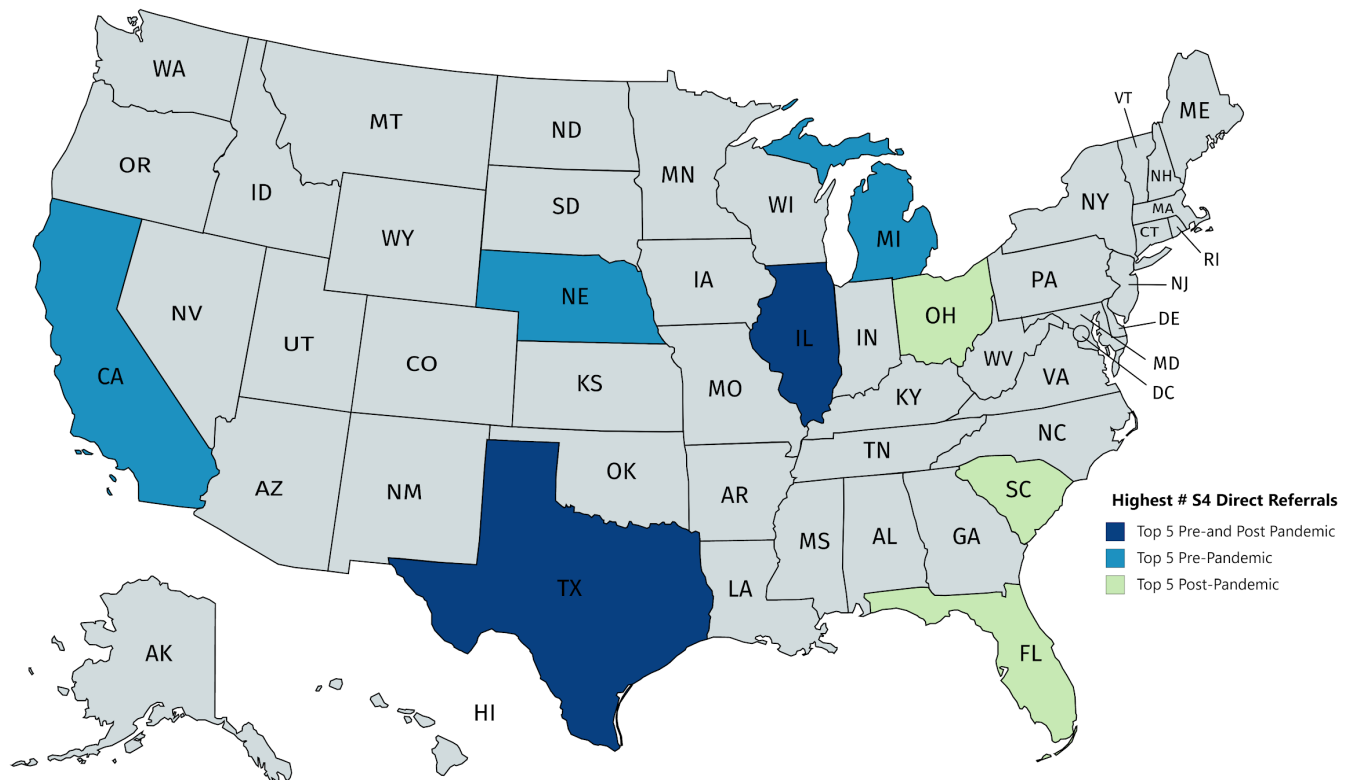 WA
MT
ND
MN
VT
ME
OR
ID
SD
WI
NH
NY
MA
WY
MI
CT
RI
IA
PA
NJ
NE
NV
OH
DE
UT
IL
IN
CO
WV
MD
CA
KS
MO
VA
DC
KY
NC
TN
AZ
NM
OK
AR
SC
Highest # S4 Direct Referrals
Top 5 Pre-and Post Pandemic
MS
AL
GA
Top 5 Pre-Pandemic
TX
LA
Top 5 Post-Pandemic
AK
FL
HI